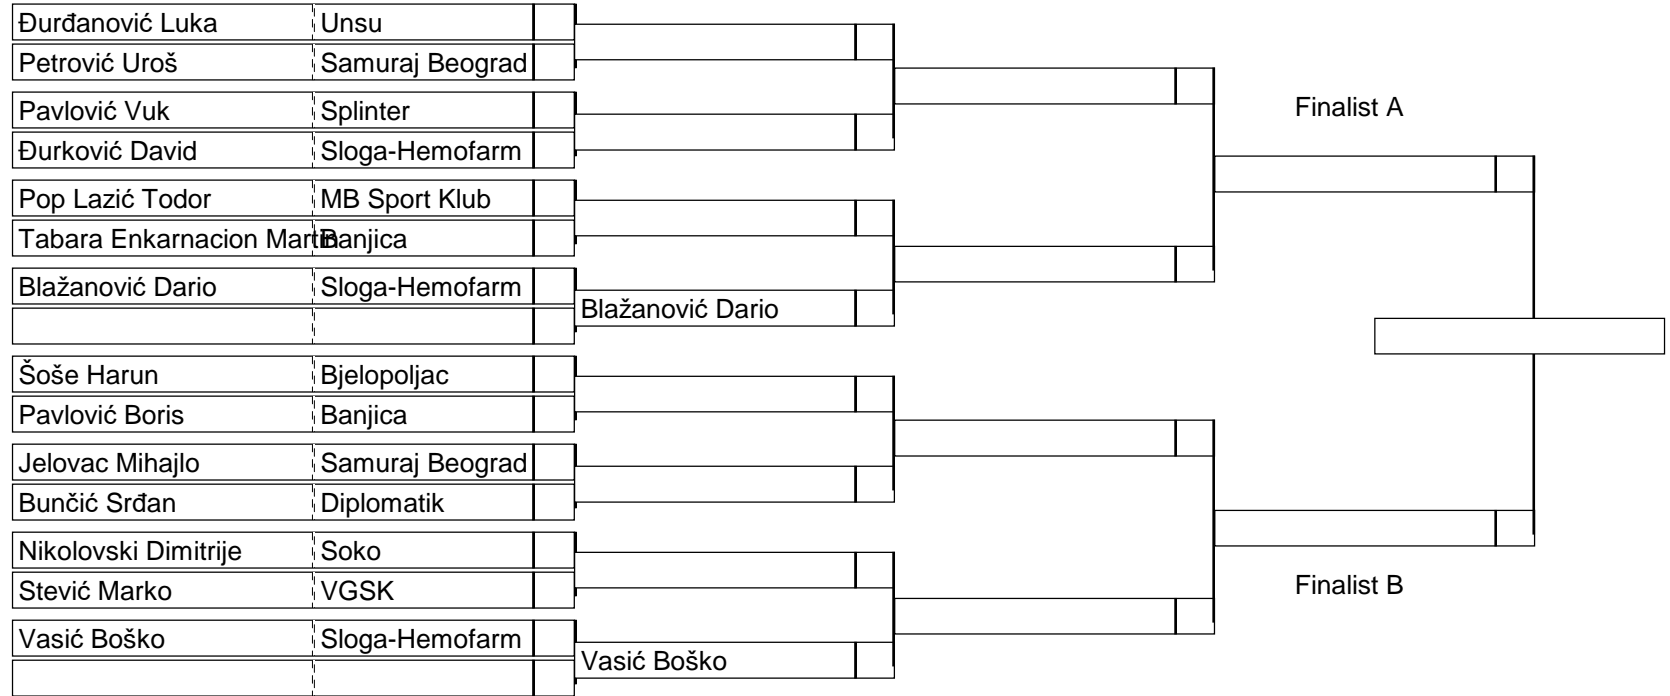 Đurđanović Luka Unsu
Petrović Uroš Samuraj Beograd
Pavlović Vuk Splinter
Finalist A
Đurković David Sloga-Hemofarm
Pop Lazić Todor MB Sport Klub
Tabara Enkarnacion Martin Banjica
Blažanović Dario Sloga-Hemofarm
Blažanović Dario
Šoše Harun Bjelopoljac
Pavlović Boris Banjica
Jelovac Mihajlo Samuraj Beograd
Bunčić Srđan Diplomatik
Nikolovski Dimitrije Soko
Stević Marko VGSK
Finalist B
Vasić Boško Sloga-Hemofarm
Vasić Boško